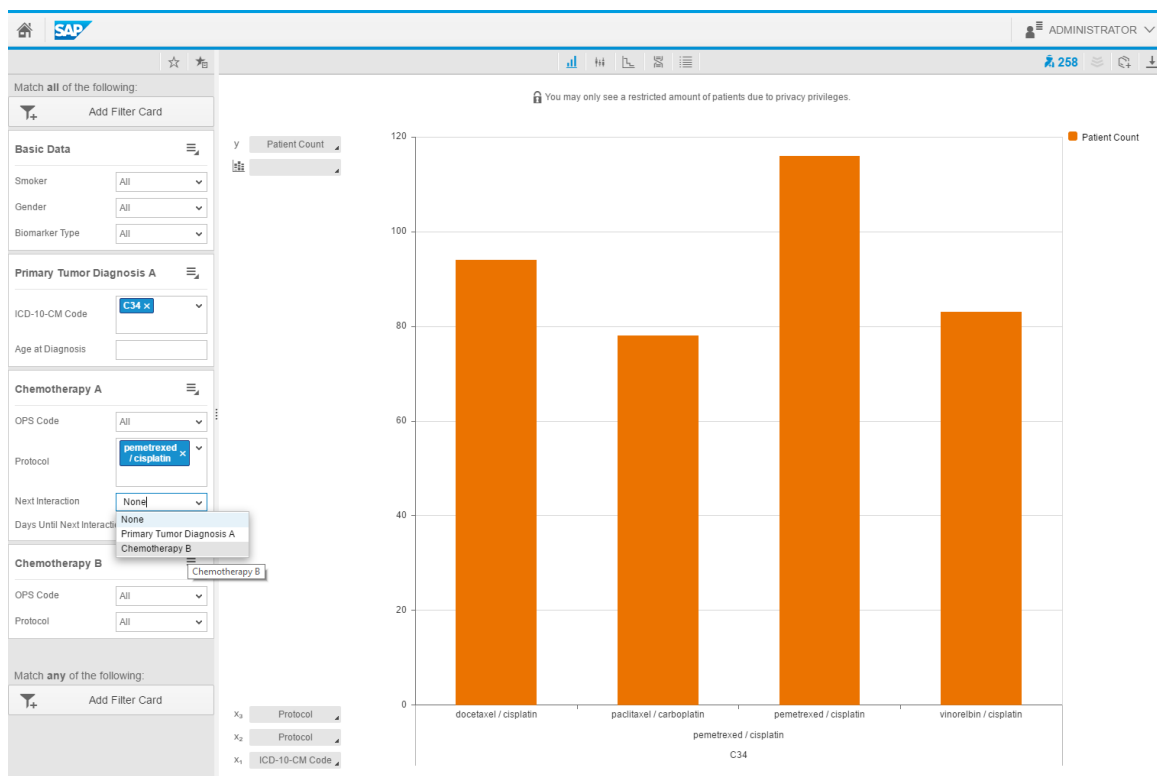 SAP
ADMINISTRATOR
258
Match all of the following:
Add Filter Card
Basic Data
Smoker All
Gender All
Biomarker Type All
Primary Tumor Diagnosis A
ICD-10-CM Code C34 ×
Age at Diagnosis
Chemotherapy A
OPS Code All
Protocol pemetrexed
/ cisplatin ×
Next Interaction None
Days Until Next Interacti
None
Primary Tumor Diagnosis A
Chemotherapy B
Chemotherapy B
Chemotherapy B
OPS Code All
Protocol All
Match any of the following:
Add Filter Card
You may only see a restricted amount of patients due to privacy privileges.
y Patient Count
120
100
80
60
40
20
0
Patient Count
docetaxel / cisplatin
paclitaxel / carboplatin
pemetrexed / cisplatin
vinorelbin / cisplatin
pemetrexed / cisplatin
C34
x₃ Protocol
x₂ Protocol
x₁ ICD-10-CM Code